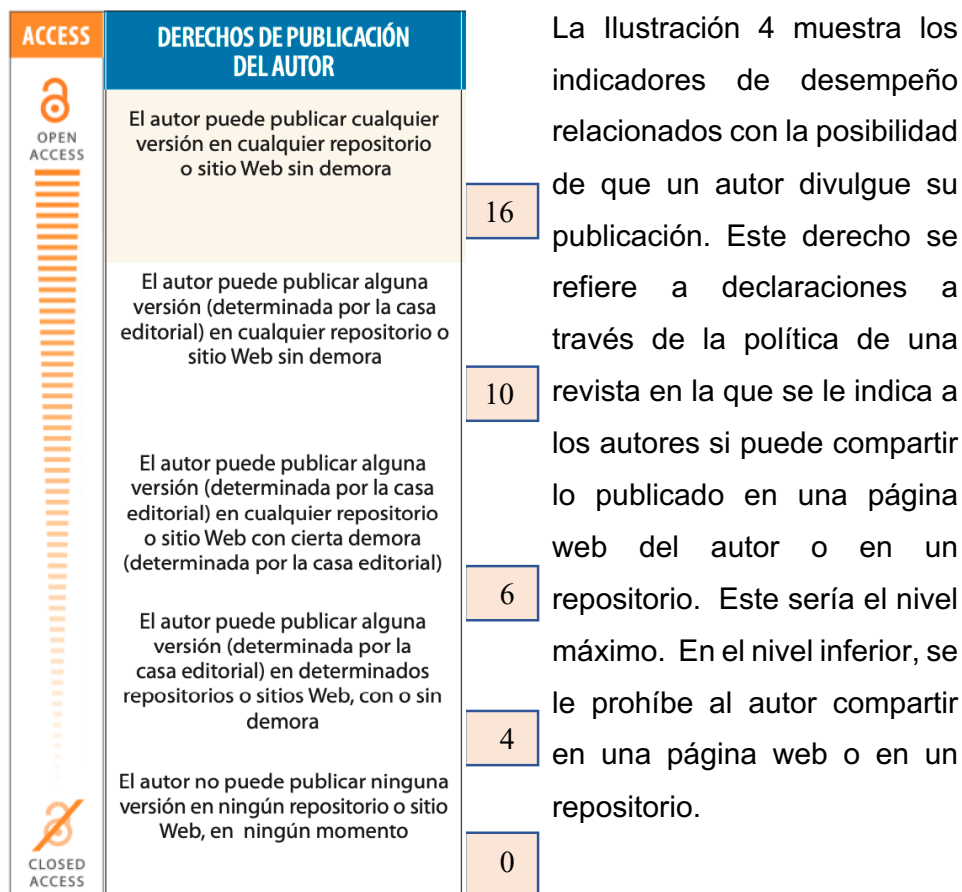 ACCESS
DERECHOS DE PUBLICACIÓN
DEL AUTOR
OPEN
ACCESS
El autor puede publicar cualquier
versión en cualquier repositorio
o sitio Web sin demora
16
El autor puede publicar alguna
versión (determinada por la casa
editorial) en cualquier repositorio o
sitio Web sin demora
10
El autor puede publicar alguna
versión (determinada por la casa
editorial) en cualquier repositorio
o sitio Web con cierta demora
(determinada por la casa editorial)
6
El autor puede publicar alguna
versión (determinada por la
casa editorial) en determinados
repositorios o sitios Web, con o sin
demora
4
El autor no puede publicar ninguna
versión en ningún repositorio o sitio
Web, en ningún momento
0
CLOSED
ACCESS
La Ilustración 4 muestra los
indicadores de desempeño
relacionados con la posibilidad
de que un autor divulgue su
publicación. Este derecho se
refiere a declaraciones a
través de la política de una
revista en la que se le indica a
los autores si puede compartir
lo publicado en una página
web del autor o en un
repositorio. Este sería el nivel
máximo. En el nivel inferior, se
le prohíbe al autor compartir
en una página web o en un
repositorio.